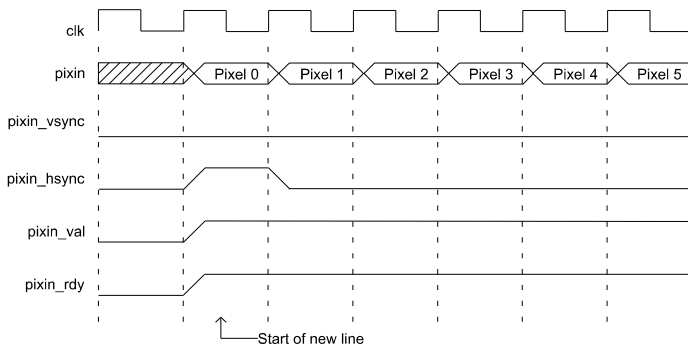 clk
pixin
Pixel 0 Pixel 1 Pixel 2 Pixel 3 Pixel 4 Pixel 5
pixin_vsync
pixin_hsync
pixin_val
pixin_rdy
Start of new line